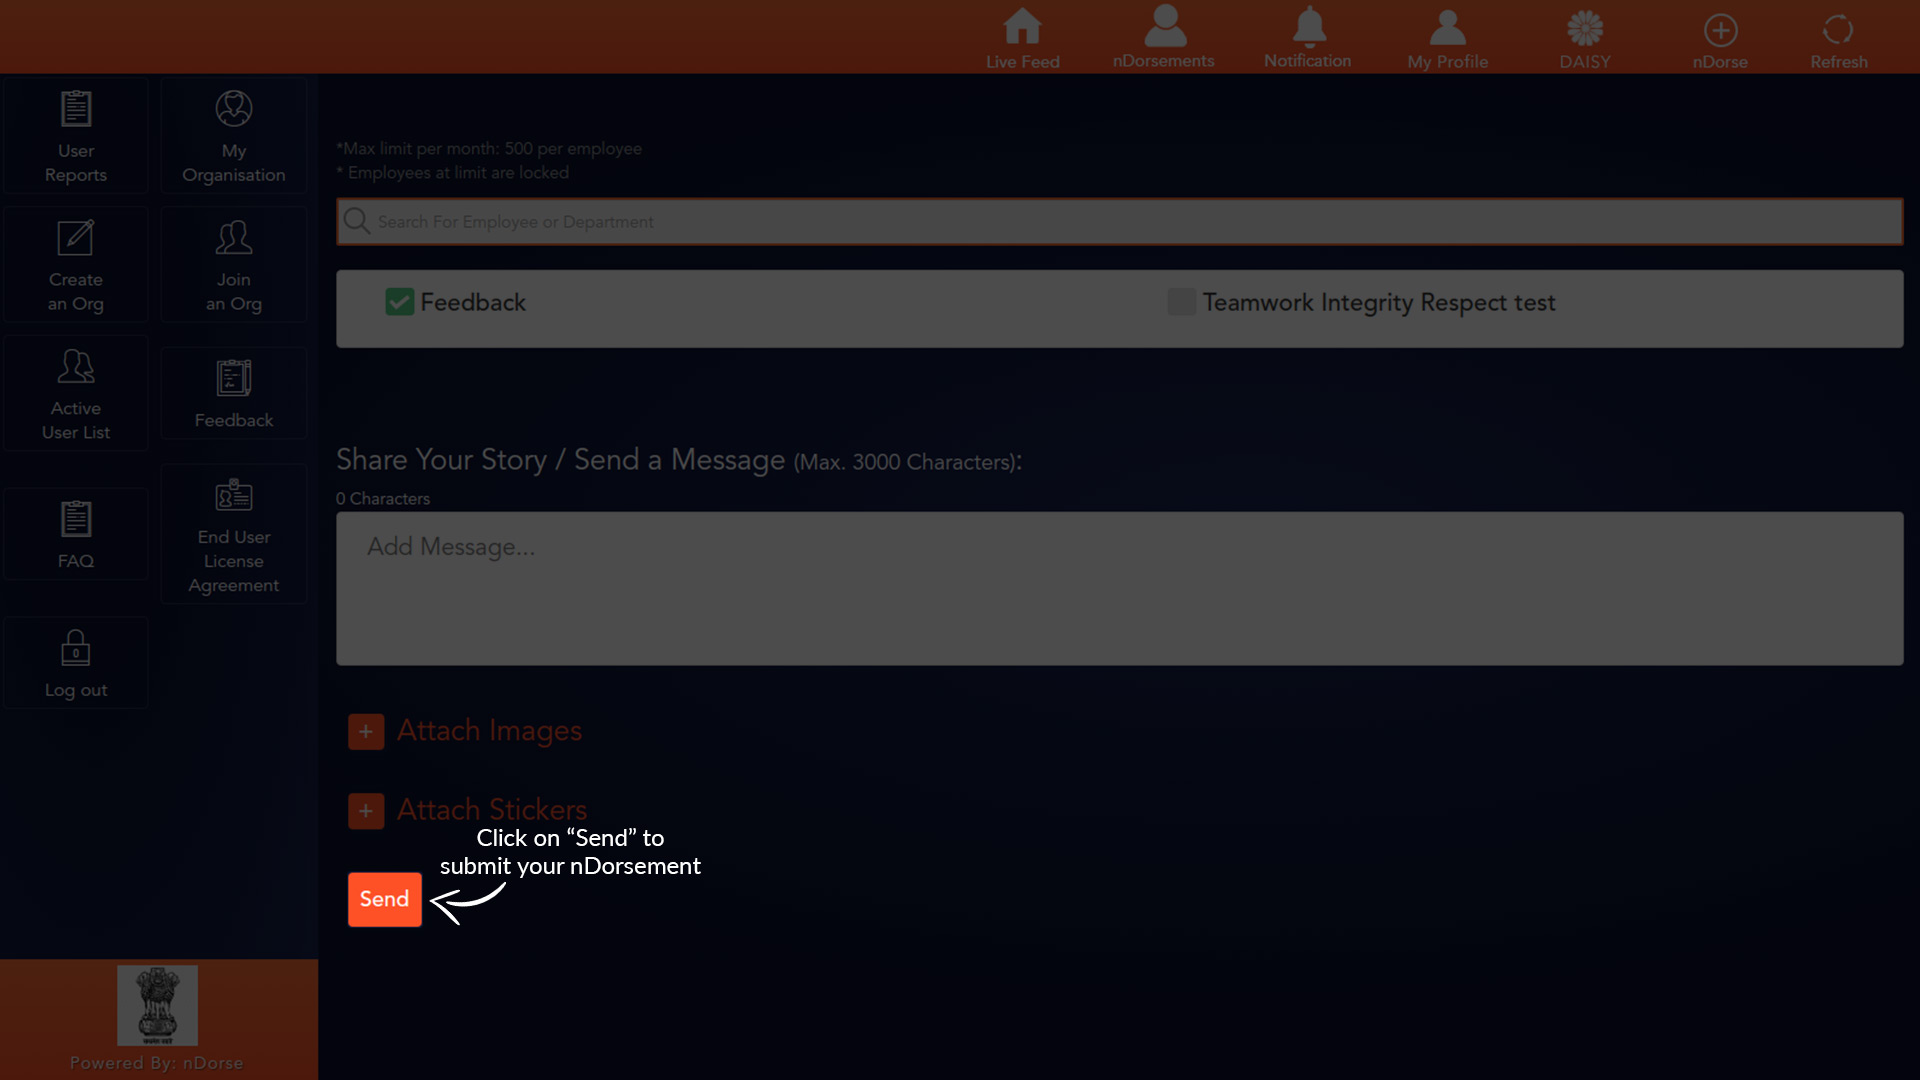 Live Feed
nDorsements
Notification
My Profile
DAISY
nDorse
Refresh
User
Reports
My
Organisation
Create
an Org
Join
an Org
Active
User List
Feedback
FAQ
End User
License
Agreement
Log out
*Max limit per month: 500 per employee
* Employees at limit are locked
Search For Employee or Department
Feedback
Teamwork Integrity Respect test
Share Your Story / Send a Message (Max. 3000 Characters):
0 Characters
Add Message...
+ Attach Images
+ Attach Stickers
Click on “Send” to
submit your nDorsement
Send
Powered By: nDorse